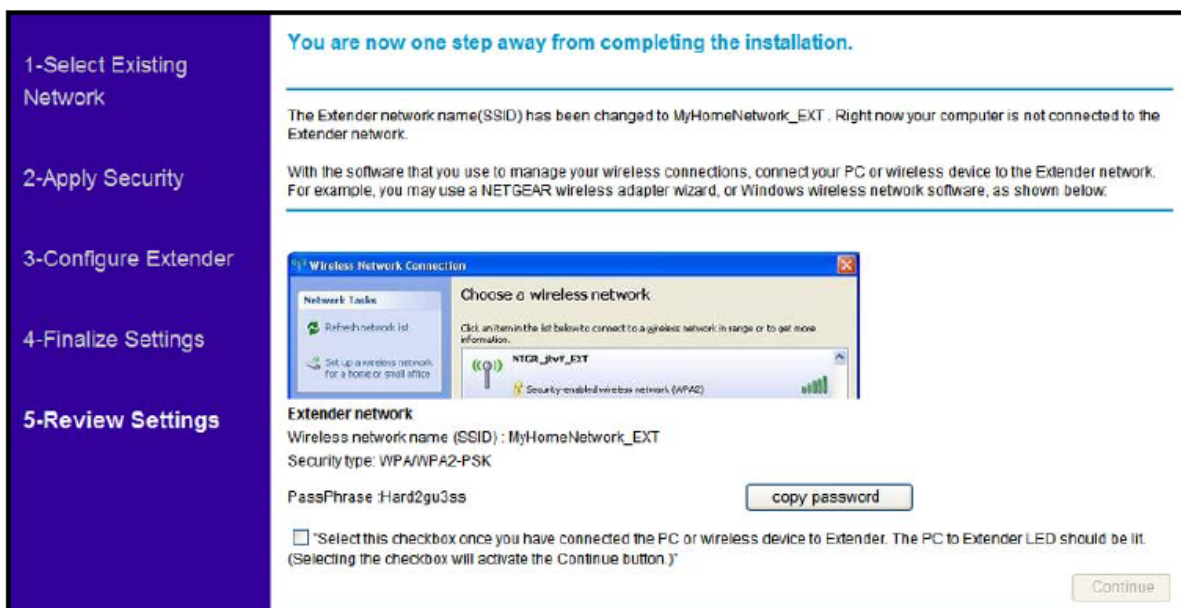 1-Select Existing
Network
2-Apply Security
3-Configure Extender
4-Finalize Settings
5-Review Settings
You are now one step away from completing the installation.
The Extender network name(SSID) has been changed to MyHomeNetwork_EXT . Right now your computer is not connected to the
Extender network.
With the software that you use to manage your wireless connections, connect your PC or wireless device to the Extender network.
For example, you may use a NETGEAR wireless adapter wizard, or Windows wireless network software, as shown below:
Wireless Network Connection
Network Tasks
Refresh network list
Set up a wireless network
for a home or small office
Choose a wireless network
Click an item in the list below to connect to a wireless network in range or to get more
information.
Security-enabled wireless network (WPA2)
Extender network
Wireless network name (SSID) : MyHomeNetwork_EXT
Security type: WPA/WPA2-PSK
PassPhrase :Hard2gu3ss
copy password
"Select this checkbox once you have connected the PC or wireless device to Extender. The PC to Extender LED should be lit.
(Selecting the checkbox will activate the Continue button.)"
Continue